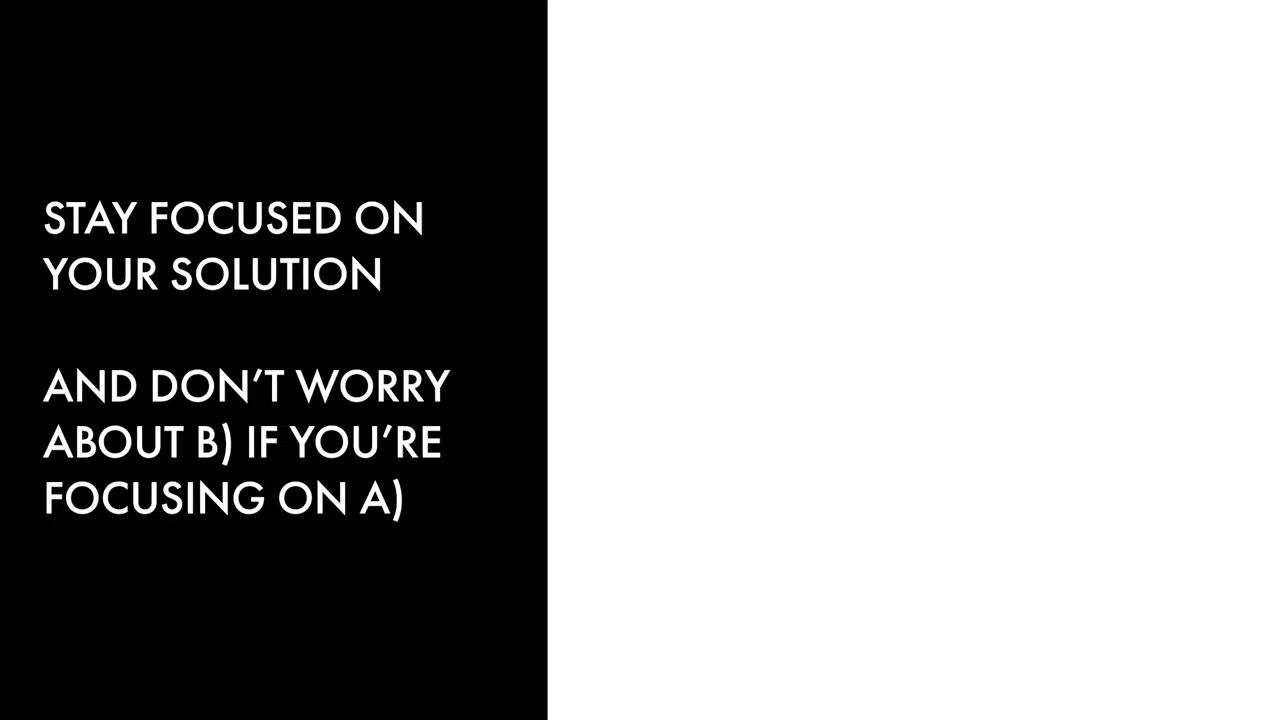 STAY FOCUSED ON
YOUR SOLUTION
AND DON’T WORRY
ABOUT B) IF YOU’RE
FOCUSING ON A)